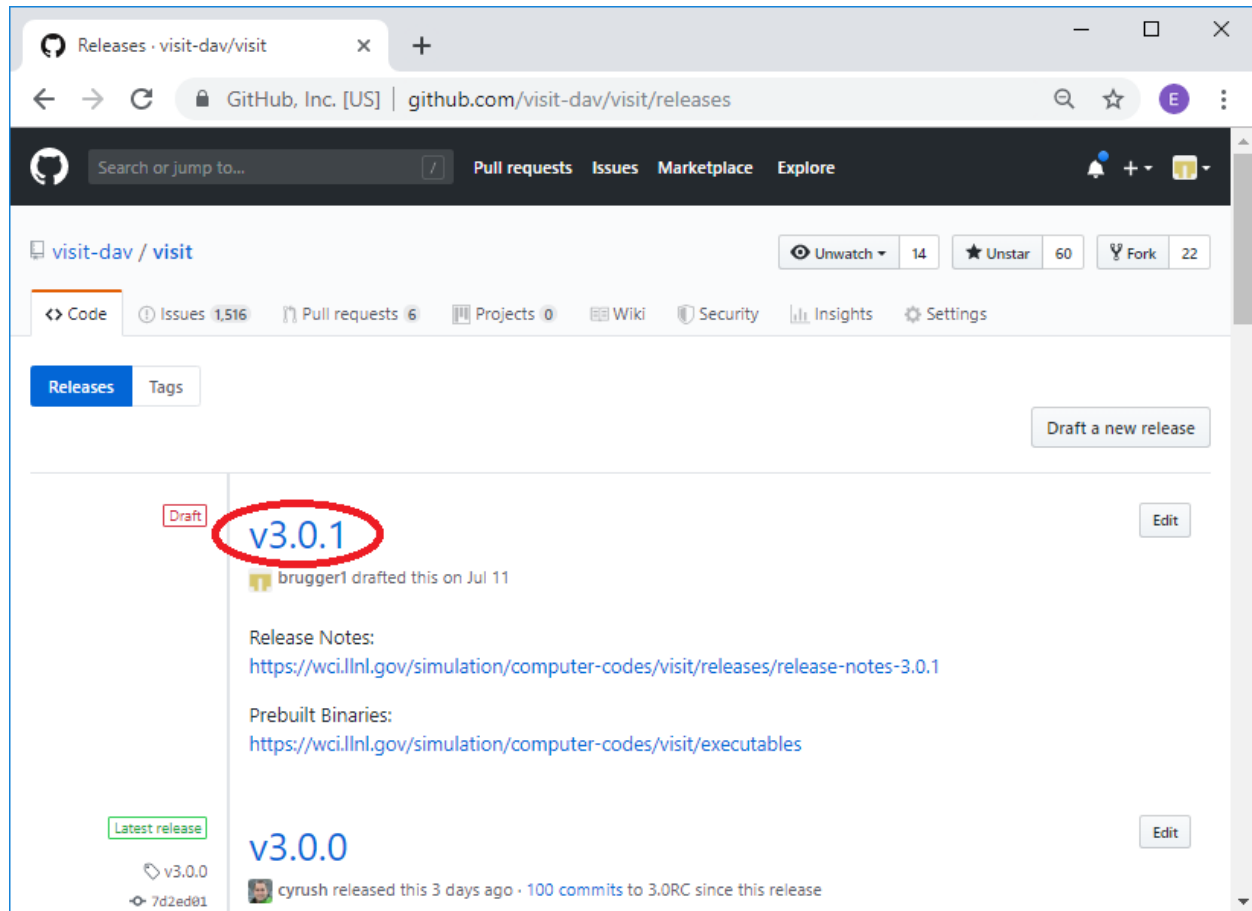 Releases · visit-dav/visit
GitHub, Inc. [US] | github.com/visit-dav/visit/releases
E
Search or jump to... /
Pull requests Issues Marketplace Explore
visit-dav / visit
Unwatch 14 Unstar 60 Fork 22
Code Issues 1,516 Pull requests 6 Projects 0 Wiki Security Insights Settings
Releases Tags
Draft a new release
Draft
v3.0.1
Edit
brugger1 drafted this on Jul 11
Release Notes:
https://wci.llnl.gov/simulation/computer-codes/visit/releases/release-notes-3.0.1
Prebuilt Binaries:
https://wci.llnl.gov/simulation/computer-codes/visit/executables
Latest release
v3.0.0
Edit
v3.0.0
cyrush released this 3 days ago · 100 commits to 3.0RC since this release
7d2ed01